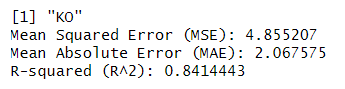 [1] "KO"
Mean Squared Error (MSE): 4.855207
Mean Absolute Error (MAE): 2.067575
R-squared (R^2): 0.8414443